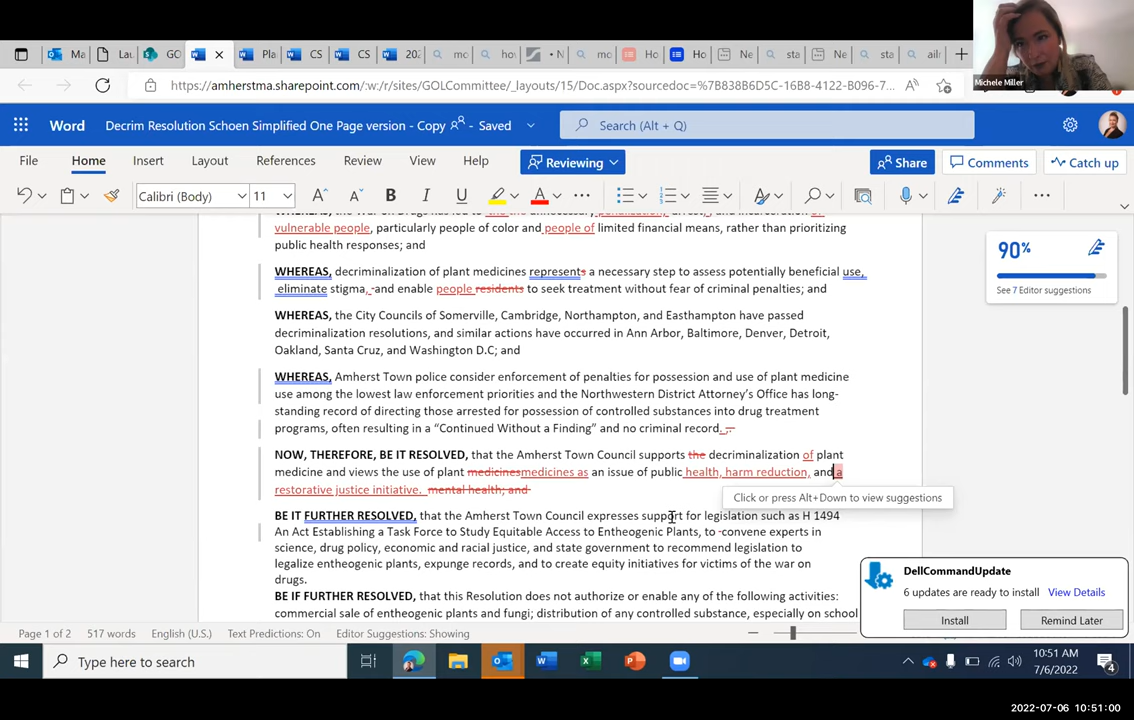 Ma
Lau
GO
Pla
CS
CS
202
mo
hov
• N
mo
Ho
Ho
Ne
sta
Ne
sta
ail
https://amherstma.sharepoint.com/:w:/r/sites/GOLCommittee/_layouts/15/Doc.aspx?sourcedoc=%7B838B6D5C-16B8-4122-B096-7...
Michele Miller
Word
Decrim Resolution Schoen Simplified One Page version - Copy
- Saved
Search (Alt + Q)
File
Home
Insert
Layout
References
Review
View
Help
Reviewing
Share
Comments
Catch up
Calibri (Body)
11
B I U
vulnerable people, particularly people of color and people of limited financial means, rather than prioritizing
public health responses; and
WHEREAS, decriminalization of plant medicines represents a necessary step to assess potentially beneficial use,
eliminate stigma, -and enable people residents to seek treatment without fear of criminal penalties; and
WHEREAS, the City Councils of Somerville, Cambridge, Northampton, and Easthampton have passed
decriminalization resolutions, and similar actions have occurred in Ann Arbor, Baltimore, Denver, Detroit,
Oakland, Santa Cruz, and Washington D.C; and
WHEREAS, Amherst Town police consider enforcement of penalties for possession and use of plant medicine
use among the lowest law enforcement priorities and the Northwestern District Attorney's Office has long-
standing record of directing those arrested for possession of controlled substances into drug treatment
programs, often resulting in a "Continued Without a Finding" and no criminal record. ;
NOW, THEREFORE, BE IT RESOLVED, that the Amherst Town Council supports the decriminalization of plant
medicine and views the use of plant medicinesmedicines as an issue of public health, harm reduction, and a
restorative justice initiative. mental health; and
Click or press Alt+Down to view suggestions
BE IT FURTHER RESOLVED, that the Amherst Town Council expresses support for legislation such as H 1494
An Act Establishing a Task Force to Study Equitable Access to Entheogenic Plants, to -convene experts in
science, drug policy, economic and racial justice, and state government to recommend legislation to
legalize entheogenic plants, expunge records, and to create equity initiatives for victims of the war on
drugs.
BE IF FURTHER RESOLVED, that this Resolution does not authorize or enable any of the following activities:
commercial sale of entheogenic plants and fungi; distribution of any controlled substance, especially on school
90%
See 7 Editor suggestions
DellCommandUpdate
6 updates are ready to install View Details
Install
Remind Later
Page 1 of 2
517 words
English (U.S.)
Text Predictions: On
Editor Suggestions: Showing
Type here to search
10:51 AM
7/6/2022
4
2022-07-06 10:51:00